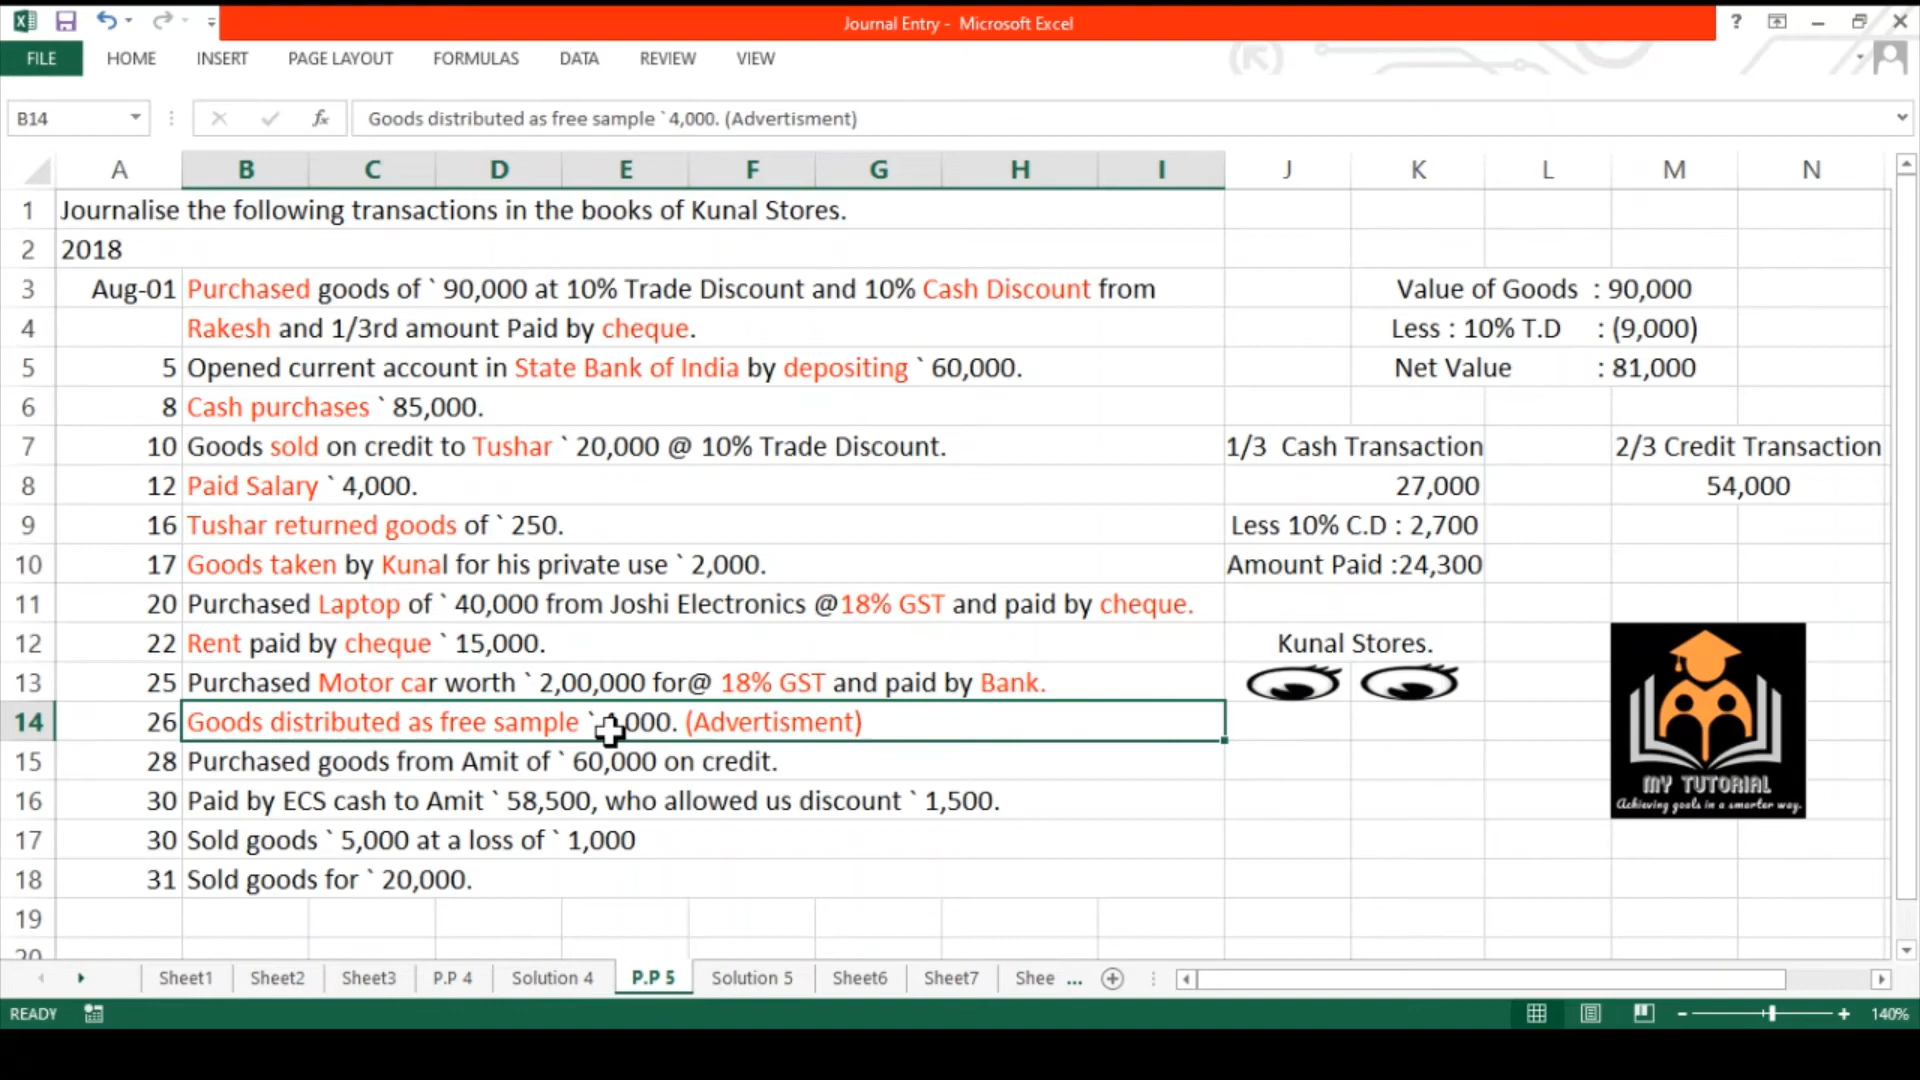 Journal Entry - Microsoft Excel
FILE HOME INSERT PAGE LAYOUT FORMULAS DATA REVIEW VIEW
B14 fx Goods distributed as free sample `4,000. (Advertisment)
A B C D E F G H I J K L M N
1 Journalise the following transactions in the books of Kunal Stores.
2 2018
3 Aug-01 Purchased goods of ` 90,000 at 10% Trade Discount and 10% Cash Discount from Value of Goods : 90,000
4 Rakesh and 1/3rd amount Paid by cheque. Less : 10% T.D : (9,000)
5 5 Opened current account in State Bank of India by depositing ` 60,000. Net Value : 81,000
6 8 Cash purchases ` 85,000.
7 10 Goods sold on credit to Tushar ` 20,000 @ 10% Trade Discount. 1/3 Cash Transaction 2/3 Credit Transaction
8 12 Paid Salary ` 4,000. 27,000 54,000
9 16 Tushar returned goods of ` 250. Less 10% C.D : 2,700
10 17 Goods taken by Kunal for his private use ` 2,000. Amount Paid :24,300
11 20 Purchased Laptop of ` 40,000 from Joshi Electronics @18% GST and paid by cheque.
12 22 Rent paid by cheque ` 15,000. Kunal Stores.
13 25 Purchased Motor car worth ` 2,00,000 for@ 18% GST and paid by Bank.
14 26 Goods distributed as free sample ` 4,000. (Advertisment)
15 28 Purchased goods from Amit of ` 60,000 on credit.
16 30 Paid by ECS cash to Amit ` 58,500, who allowed us discount ` 1,500.
17 30 Sold goods ` 5,000 at a loss of ` 1,000
18 31 Sold goods for ` 20,000.
19
20
MY TUTORIAL
Achieving goals in a smarter way.
Sheet1 Sheet2 Sheet3 P.P 4 Solution 4 P.P 5 Solution 5 Sheet6 Sheet7 Shee ...
READY 140%